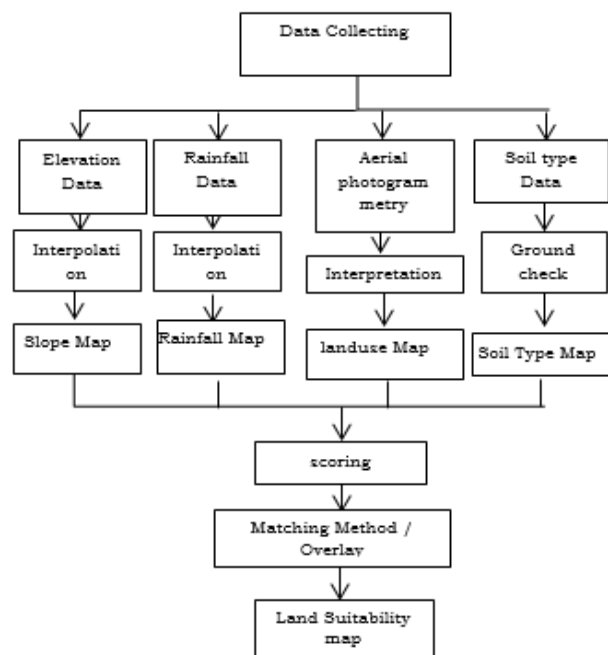 Data Collecting
Elevation
Data
Rainfall
Data
Aerial
photogram
metry
Soil type
Data
Interpolati
on
Interpolati
on
Interpretation
Ground
check
Slope Map
Rainfall Map
landuse Map
Soil Type Map
scoring
Matching Method /
Overlay
Land Suitability
map